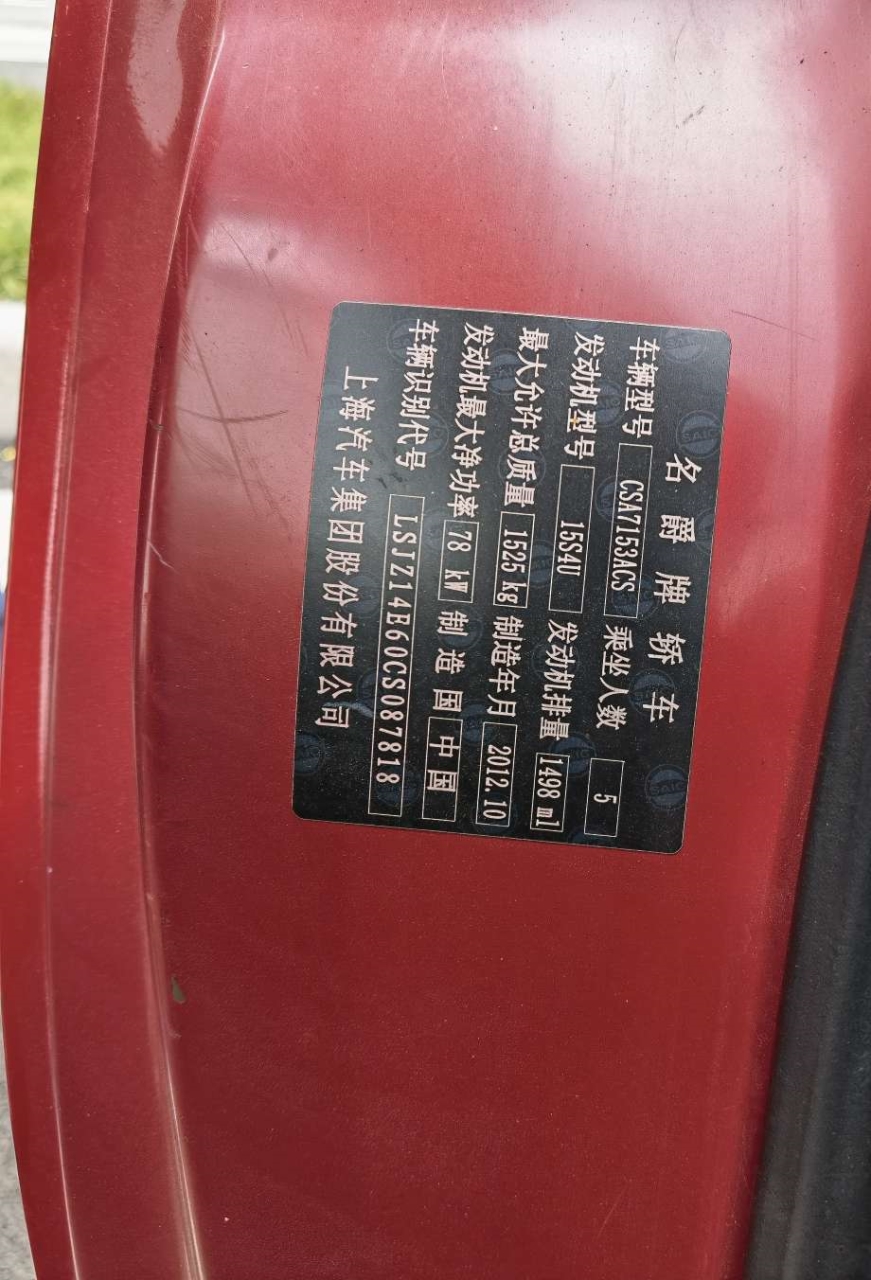 名爵牌轿车
车辆型号 CSA7153ACS 乘坐人数 5
发动机型号 15S4U 发动机排量 1498 ml
最大允许总质量 1525 kg 制造年月 2012.10
发动机最大净功率 78 kW 制造国 中国
车辆识别代号 LSJZ14E60CS087818
上海汽车集团股份有限公司